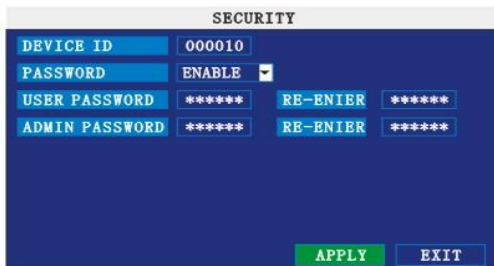 SECURITY
DEVICE ID 000010
PASSWORD ENABLE
USER PASSWORD ****** RE-ENIER ******
ADMIN PASSWORD ****** RE-ENIER ******
APPLY EXIT